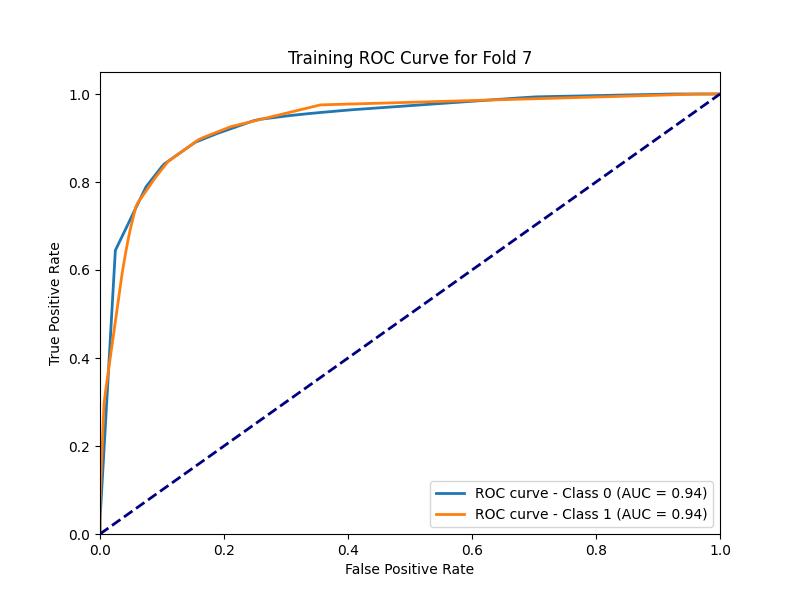 Training ROC Curve for Fold 7
True Positive Rate
1.0
0.8
0.6
0.4
0.2
0.0
ROC curve - Class 0 (AUC = 0.94)
ROC curve - Class 1 (AUC = 0.94)
0.0 0.2 0.4 0.6 0.8 1.0
False Positive Rate